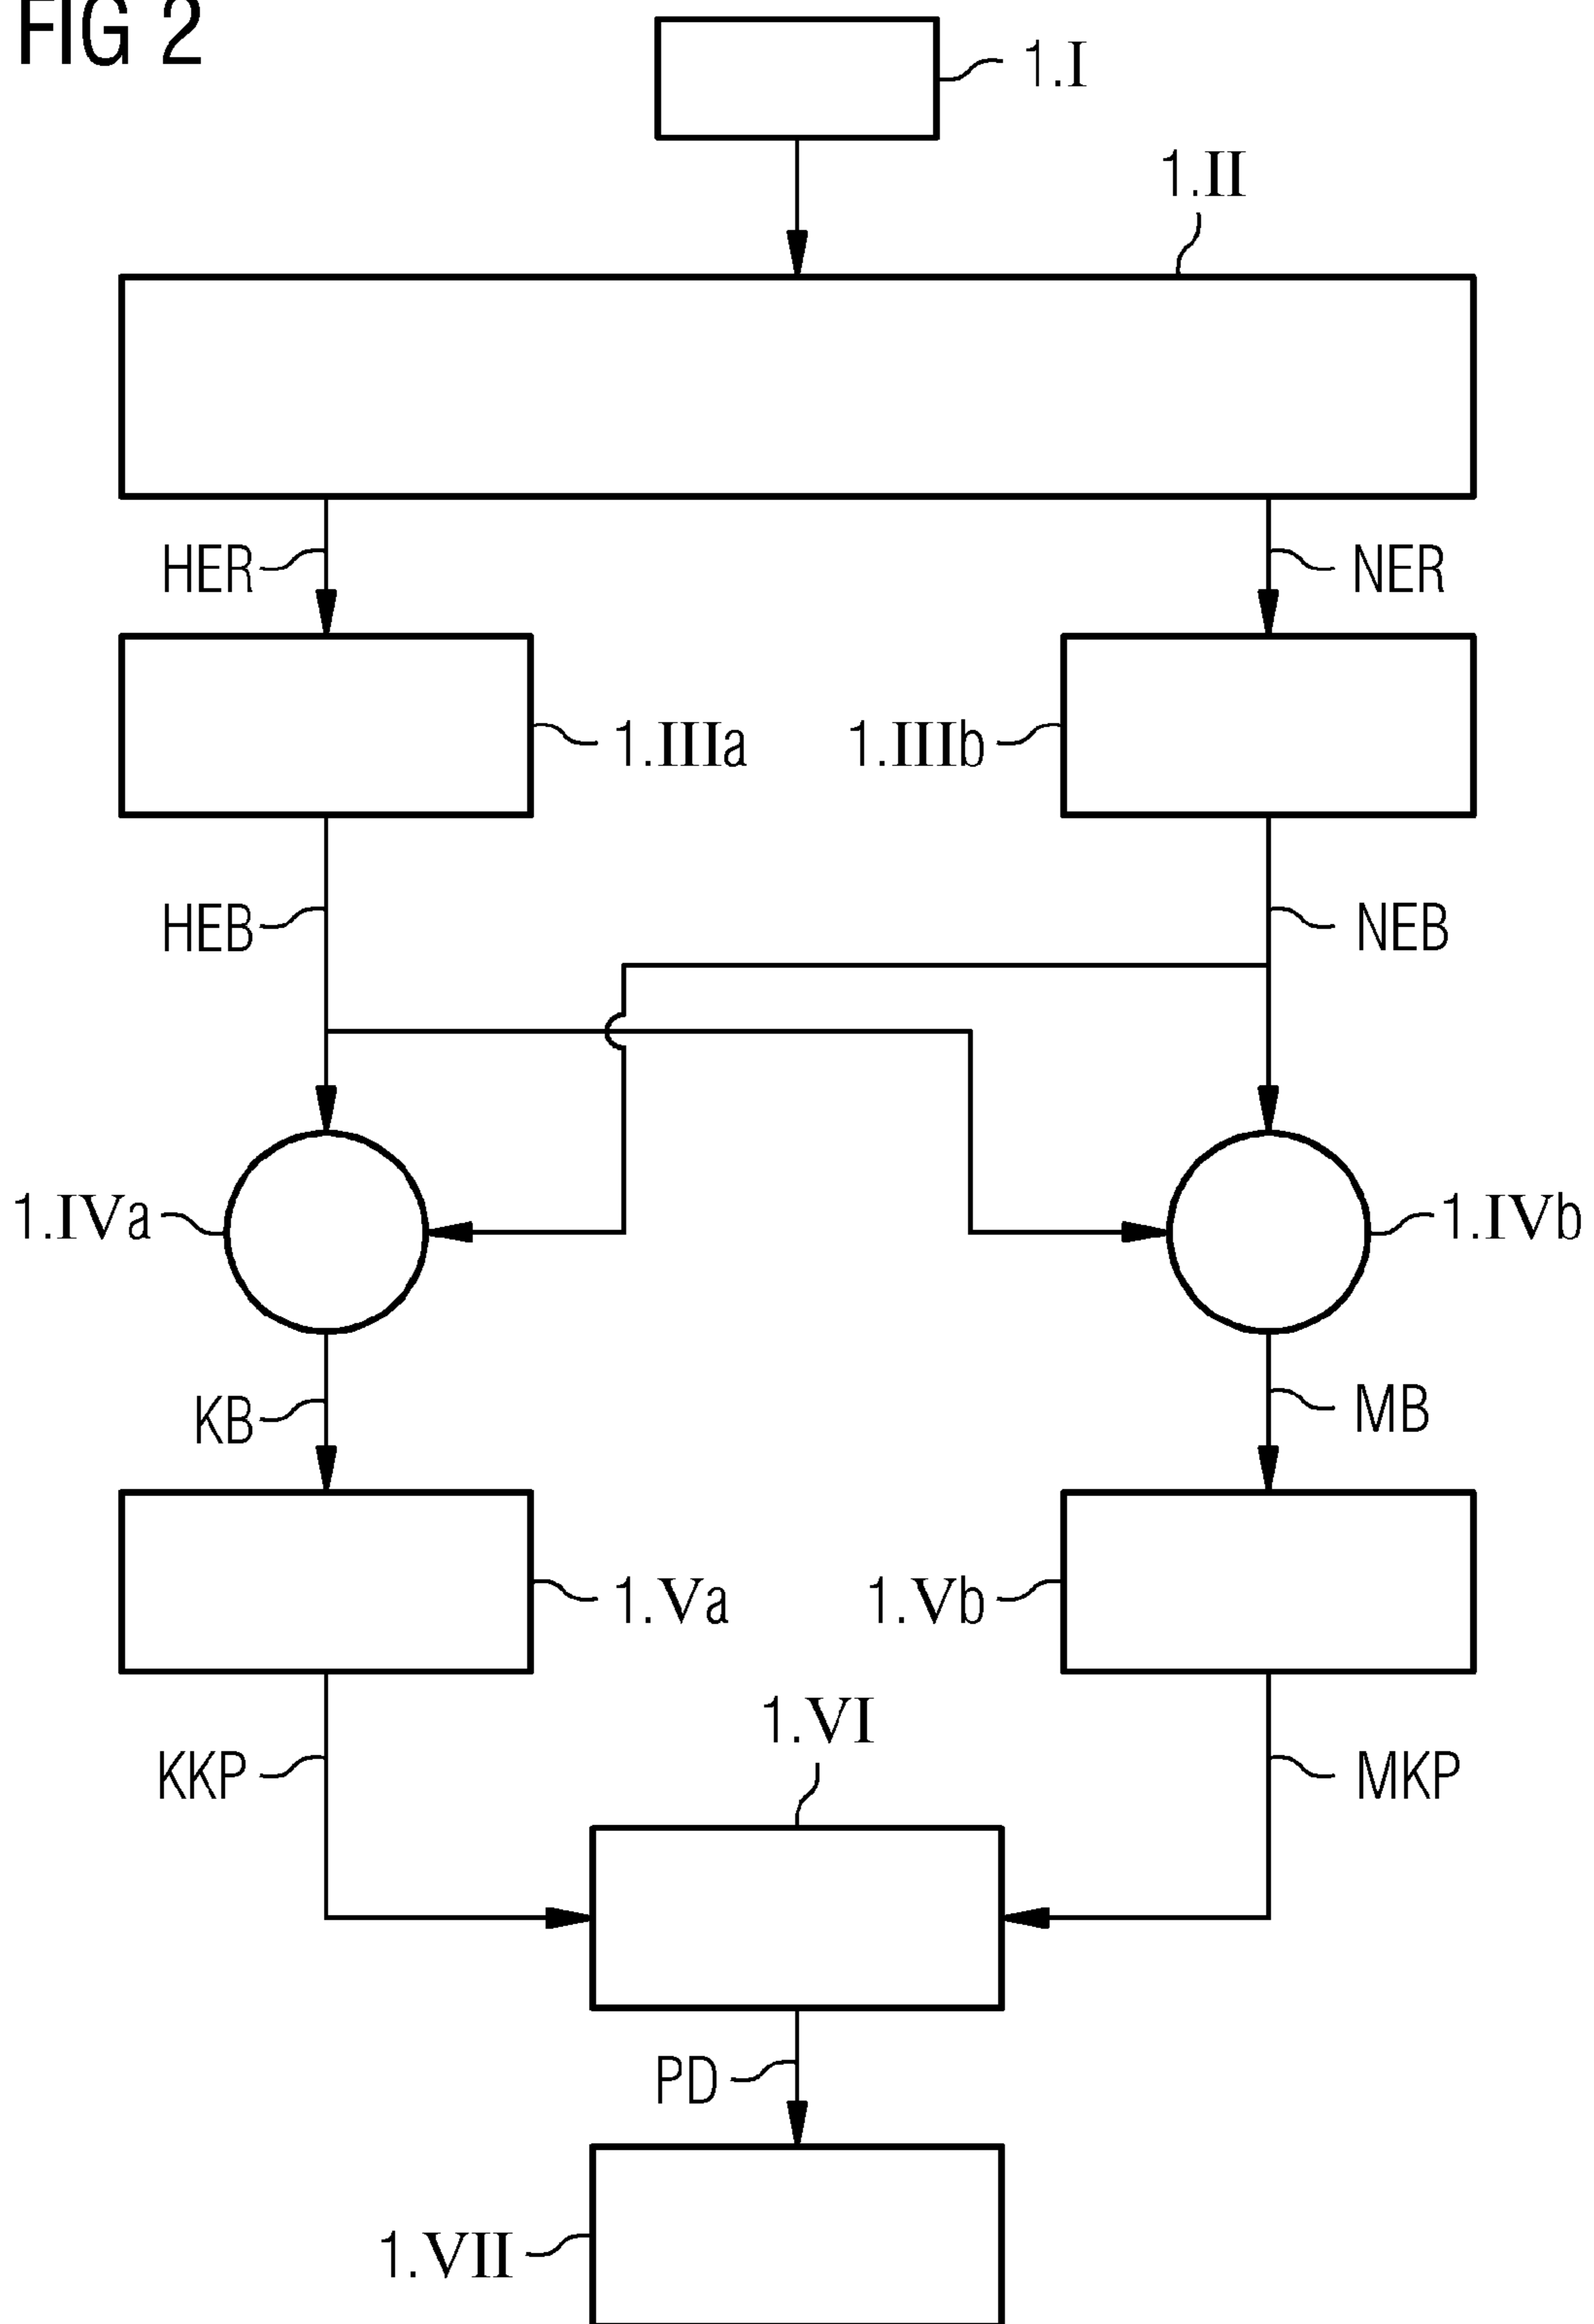 FIG 2
1.I
1.II
HER
NER
1.IIIa
1.IIIb
HEB
NEB
1.IVa
1.IVb
KB
MB
1.Va
1.Vb
1.VI
KKP
MKP
PD
1.VII